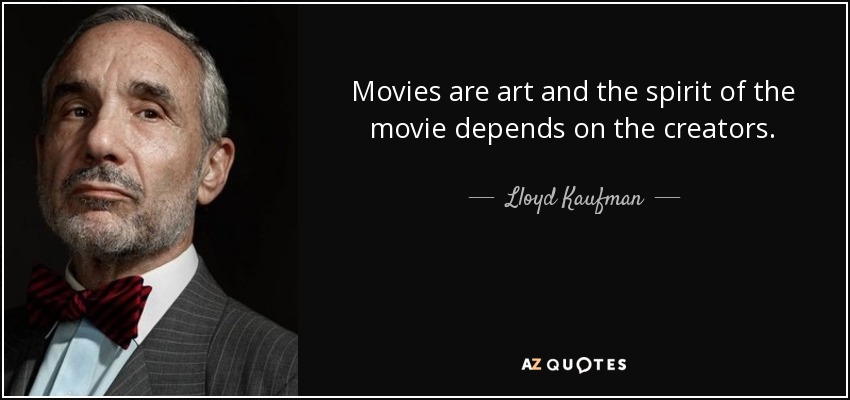 Movies are art and the spirit of the
movie depends on the creators.
Lloyd Kaufman
AZ QUOTES